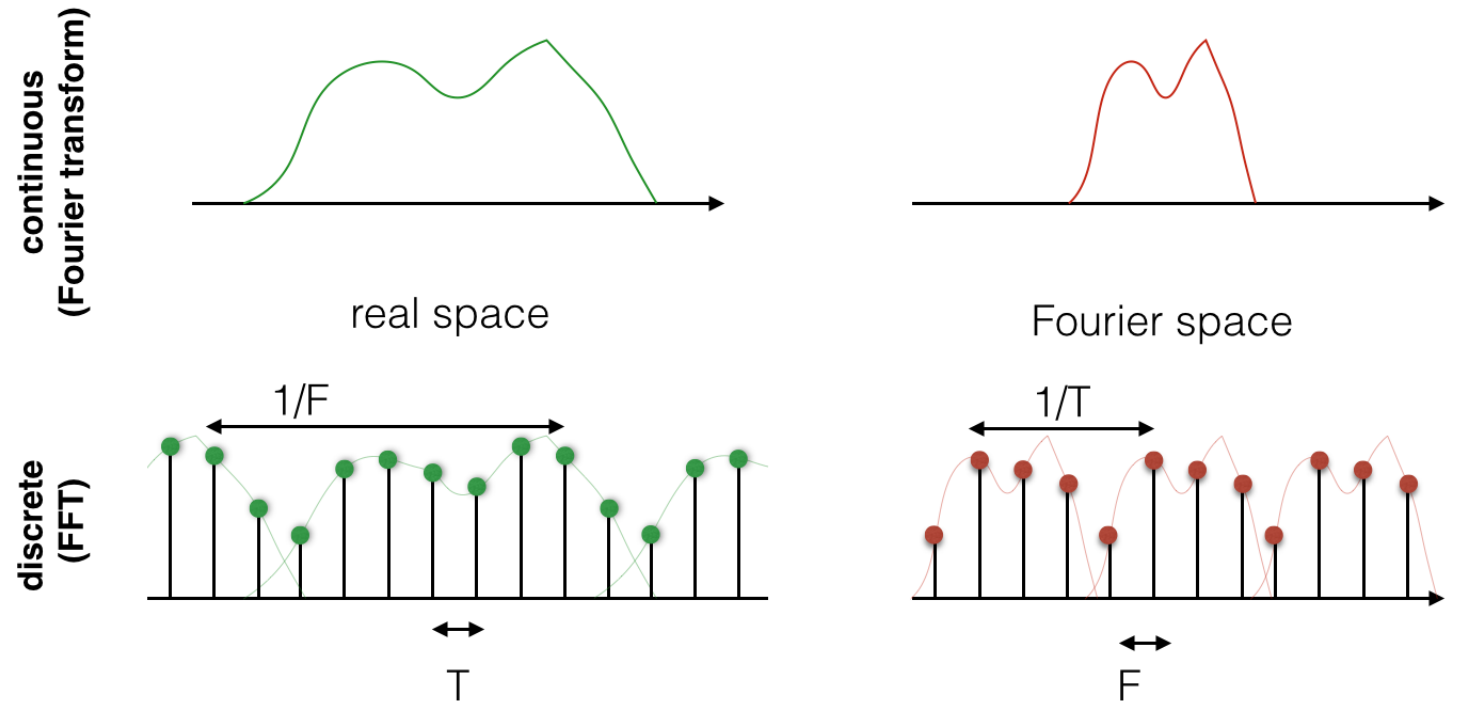 continuous
(Fourier transform)
real space
Fourier space
discrete
(FFT)
1/F
1/T
T
F